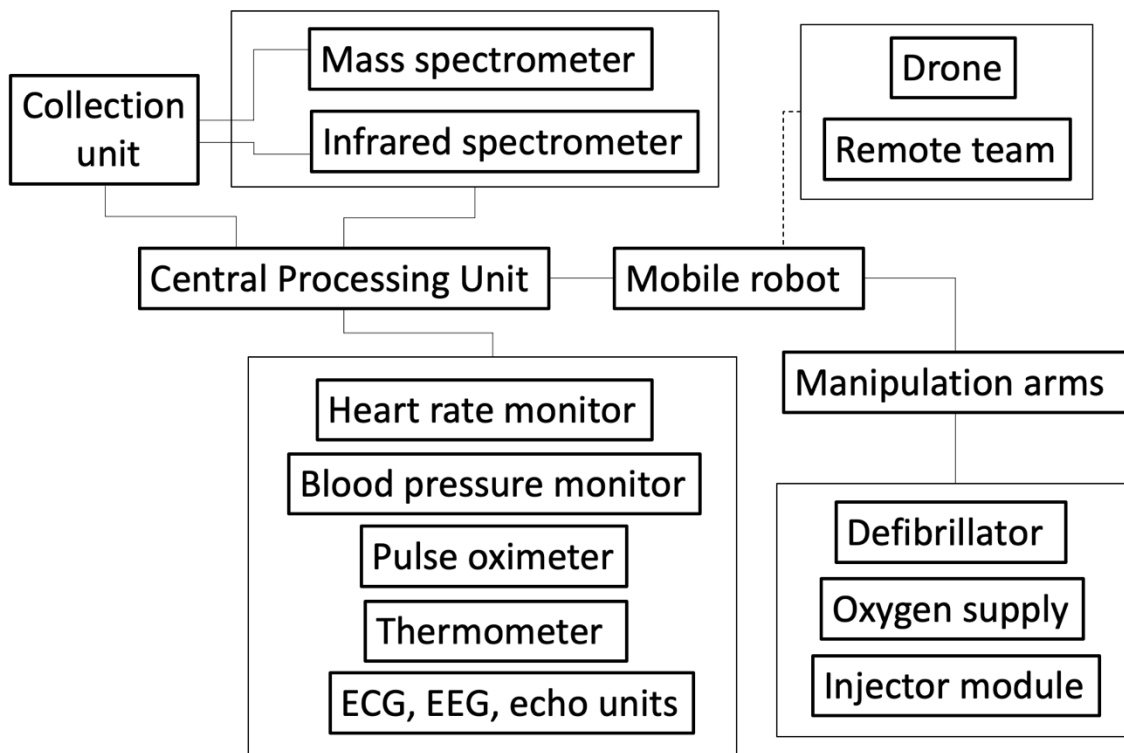 Collection
unit
Mass spectrometer
Infrared spectrometer
Drone
Remote team
Central Processing Unit
Mobile robot
Manipulation arms
Heart rate monitor
Blood pressure monitor
Pulse oximeter
Thermometer
ECG, EEG, echo units
Defibrillator
Oxygen supply
Injector module